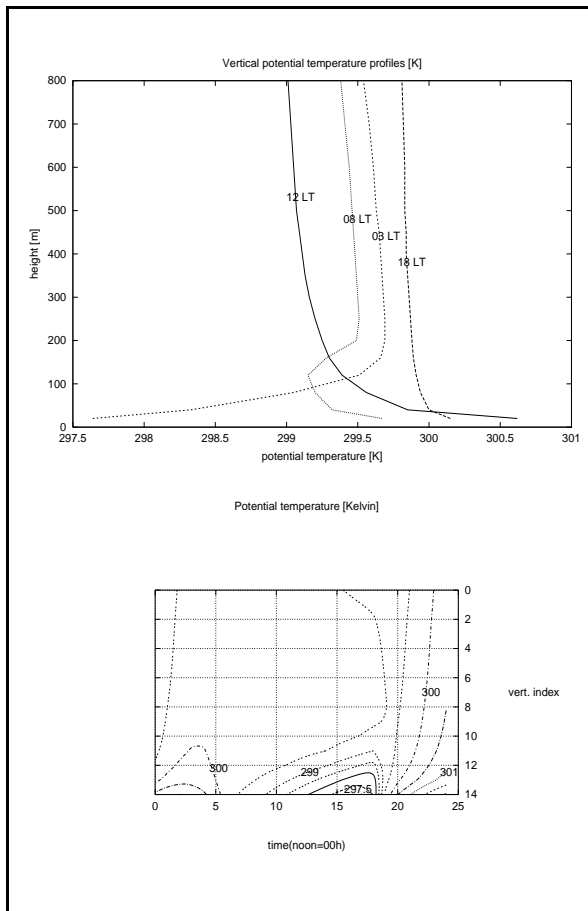 Vertical potential temperature profiles [K]
800
700
600
500
400
300
200
100
0
height [m]
12 LT
08 LT
03 LT
18 LT
297.5 298 298.5 299 299.5 300 300.5 301
potential temperature [K]
Potential temperature [Kelvin]
0
2
4
6
8
10
12
14
vert. index
300
300
299
301
297.5
0 5 10 15 20 25
time(noon=00h)